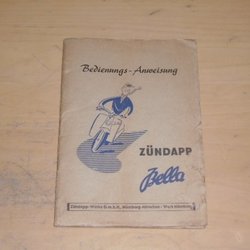 Bedienungs-Anweisung
ZÜNDAPP
Bella
Zündapp-Werke G.m.b.H., Nürnberg-München · Werk Nürnberg